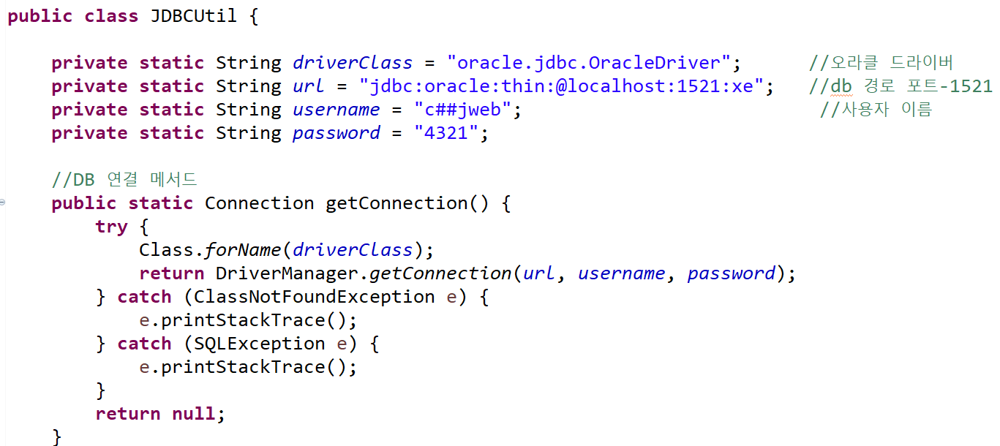 public class JDBCUtil {
private static String driverClass = "oracle.jdbc.OracleDriver"; //오라클 드라이버
private static String url = "jdbc:oracle:thin:@localhost:1521:xe"; //db 경로 포트-1521
private static String username = "c##jweb"; //사용자 이름
private static String password = "4321";
//DB 연결 메서드
public static Connection getConnection() {
try {
Class.forName(driverClass);
return DriverManager.getConnection(url, username, password);
} catch (ClassNotFoundException e) {
e.printStackTrace();
} catch (SQLException e) {
e.printStackTrace();
}
return null;
}